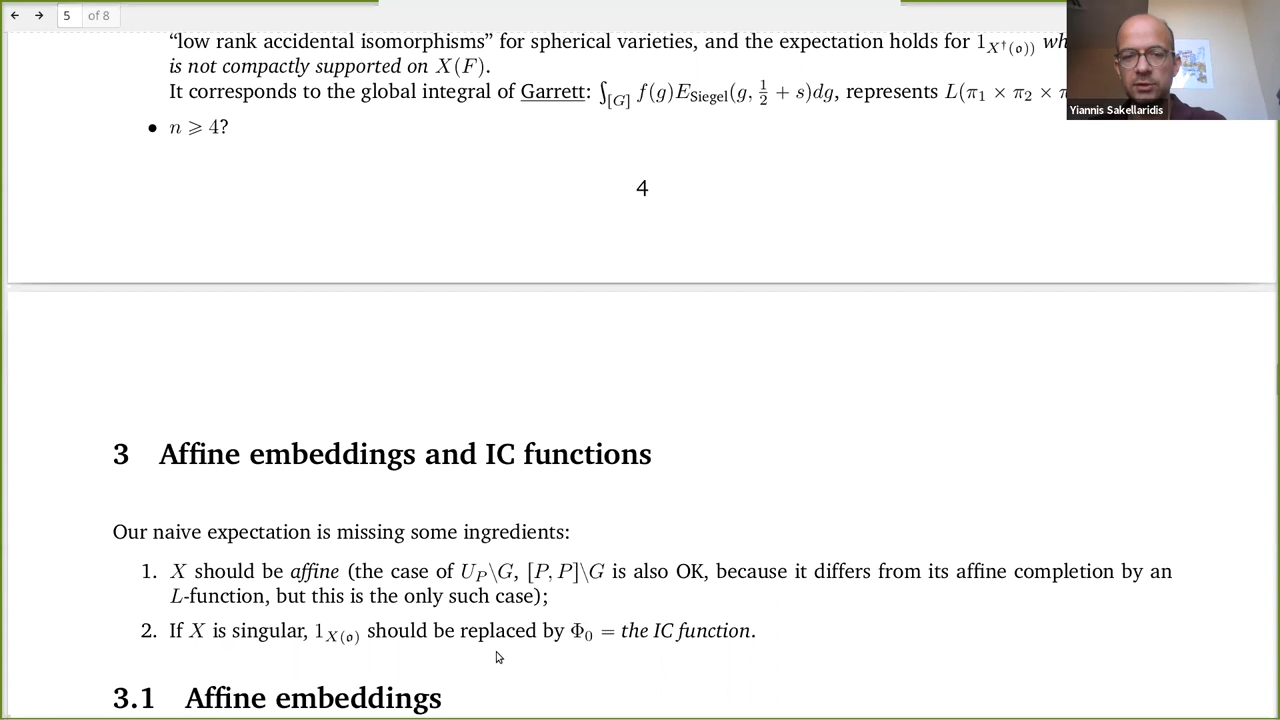 5 of 8
“low rank accidental isomorphisms” for spherical varieties, and the expectation holds for 1_{X†(𝔬))} wh
is not compactly supported on X(F).
It corresponds to the global integral of Garrett: ∫_{[G]} f(g)E_{Siegel}(g, 1/2 + s)dg, represents L(π₁ × π₂ × π
Yiannis Sakellaridis
• n ⩾ 4?
4
3 Affine embeddings and IC functions
Our naive expectation is missing some ingredients:
1. X should be affine (the case of U_P\G, [P, P]\G is also OK, because it differs from its affine completion by an
L-function, but this is the only such case);
2. If X is singular, 1_{X(𝔬)} should be replaced by Φ₀ = the IC function.
3.1 Affine embeddings